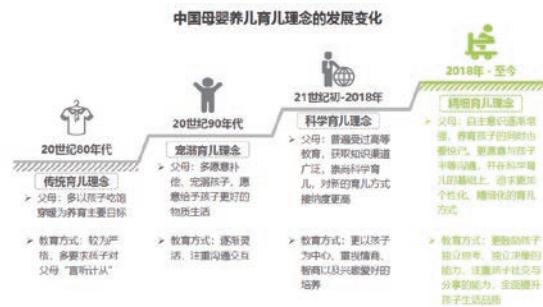 中国母婴养儿育儿理念的发展变化
20世纪80年代
传统育儿理念
➢ 父母：多以孩子吃饱
穿暖为养育主要目标
➢ 教育方式：较为严
格，多要求孩子对
父母“言听计从”
20世纪90年代
宠溺育儿理念
➢ 父母：多愿意补
偿、宠溺孩子，愿
意给予孩子更好的
物质生活
➢ 教育方式：逐渐灵
活，注重沟通交互
21世纪初-2018年
科学育儿理念
➢ 父母：普遍受过高等
教育，获取知识渠道
广泛，崇尚科学育
儿，对新的育儿方式
接纳度更高
➢ 教育方式：更以孩子
为中心，重视情商、
智商以及兴趣爱好的
培养
2018年 - 至今
精细育儿理念
➢ 父母：自主意识逐渐增
强，养育孩子的同时也
要悦己。更愿意与孩子
平等沟通，并在科学育
儿的基础上，追求更加
个性化、精细化的育儿
方式
➢ 教育方式：更鼓励孩子
独立思考、独立决策的
能力，注重孩子社交与
分享的能力，全面提升
孩子生活品质